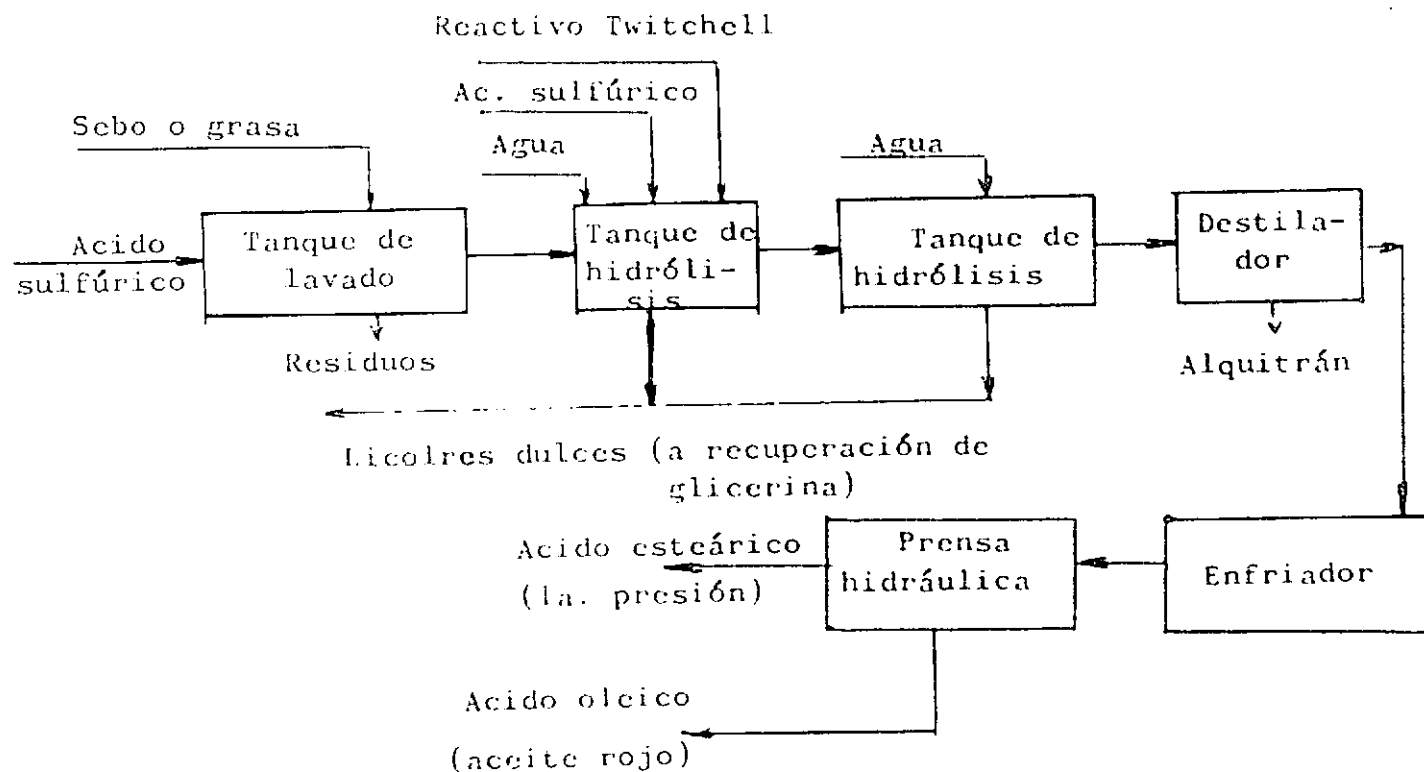 Reactivo Twitchell
Ac. sulfúrico
Sebo o grasa
Agua
Agua
Acido
sulfúrico
Tanque de
lavado
Tanque de
hidróli-
sis
Tanque de
hidrólisis
Destila-
dor
Residuos
Alquitrán
Licolres dulces (a recuperación de
glicerina)
Acido esteárico
(la. presión)
Prensa
hidráulica
Enfriador
Acido oleico
(aceite rojo)